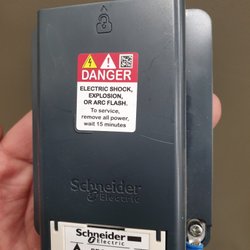 DANGER
ELECTRIC SHOCK,
EXPLOSION,
OR ARC FLASH.
To service,
remove all power,
wait 15 minutes
Schneider
Electric
Schneider
Electric